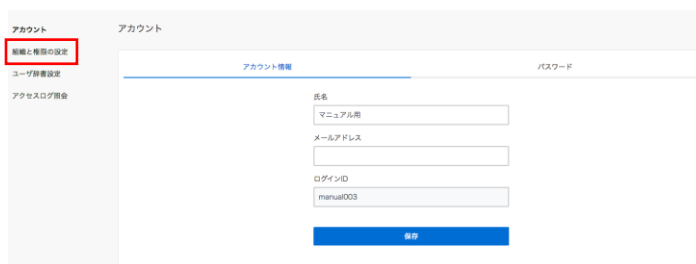 アカウント
組織と権限の設定
ユーザ辞書設定
アクセスログ照会
アカウント
アカウント情報
パスワード
氏名
マニュアル用
メールアドレス
ログインID
manual003
保存